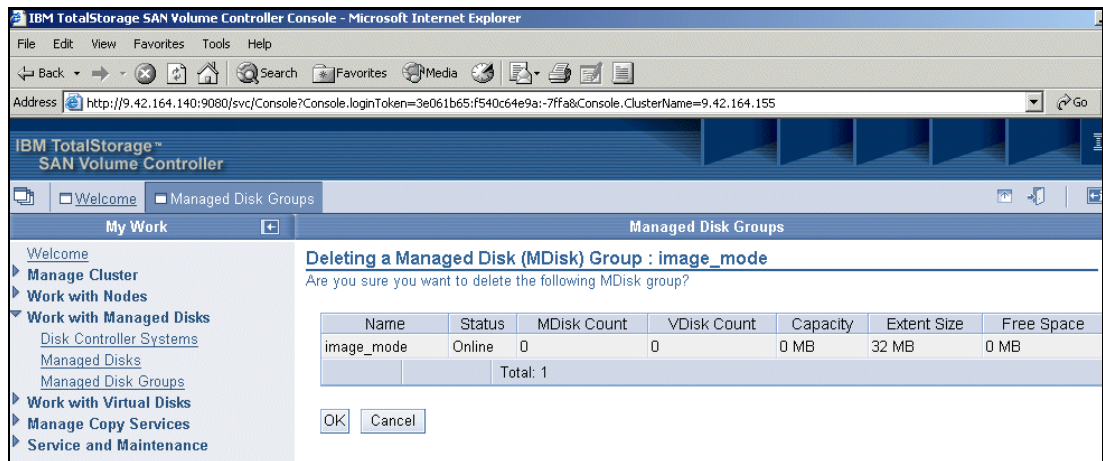 IBM TotalStorage SAN Volume Controller Console - Microsoft Internet Explorer
File Edit View Favorites Tools Help
Back Search Favorites Media
Address http://9.42.164.140:9080/svc/Console?Console.loginToken=3e061b65:f540c64e9a:-7ffa&Console.ClusterName=9.42.164.155 Go
IBM TotalStorage™
SAN Volume Controller
Welcome Managed Disk Groups
My Work Managed Disk Groups
Welcome
Manage Cluster
Work with Nodes
Work with Managed Disks
Disk Controller Systems
Managed Disks
Managed Disk Groups
Work with Virtual Disks
Manage Copy Services
Service and Maintenance
Deleting a Managed Disk (MDisk) Group : image_mode
Are you sure you want to delete the following MDisk group?
Name Status MDisk Count VDisk Count Capacity Extent Size Free Space
image_mode Online 0 0 0 MB 32 MB 0 MB
Total: 1
OK Cancel